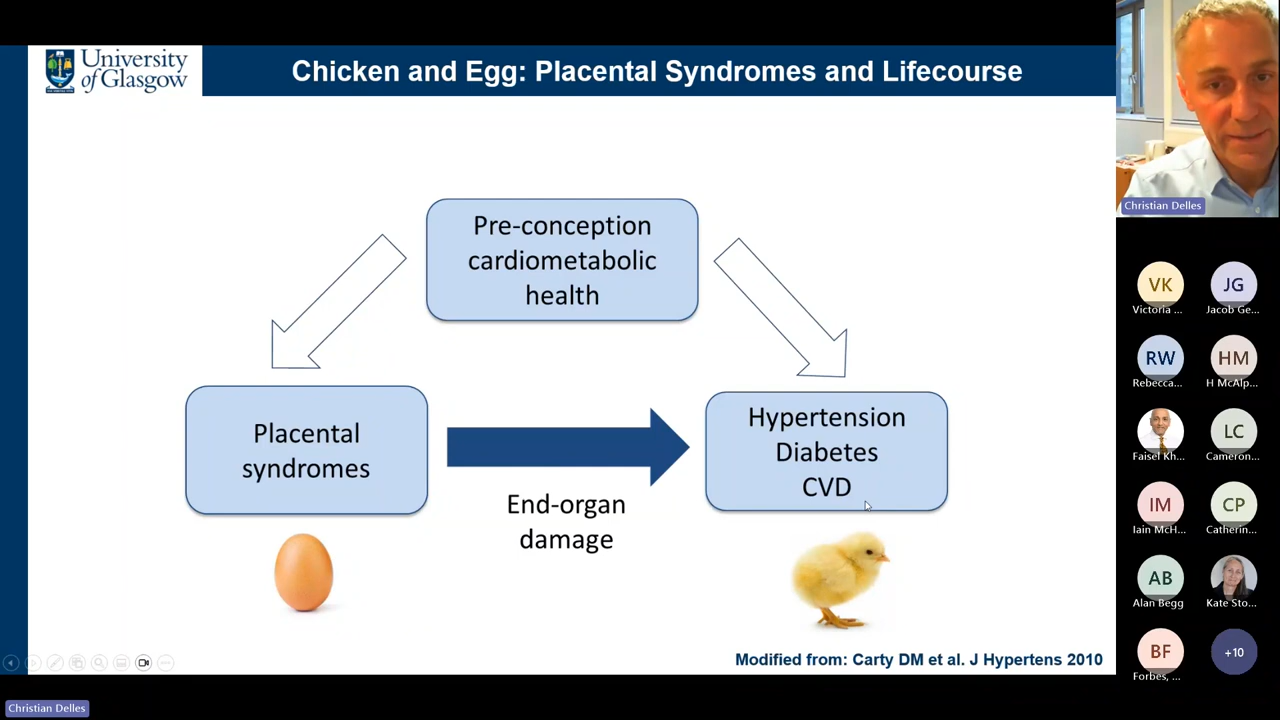 University
of Glasgow
Chicken and Egg: Placental Syndromes and Lifecourse
Pre-conception
cardiometabolic
health
Placental
syndromes
End-organ
damage
Hypertension
Diabetes
CVD
Modified from: Carty DM et al. J Hypertens 2010
Christian Delles
VK
Victoria ...
JG
Jacob Ge...
RW
Rebecca...
HM
H McAlp...
Faisel Kh...
LC
Cameron...
IM
Iain McH...
CP
Catherin...
AB
Alan Begg
Kate Sto...
BF
Forbes, ...
+10
Christian Delles